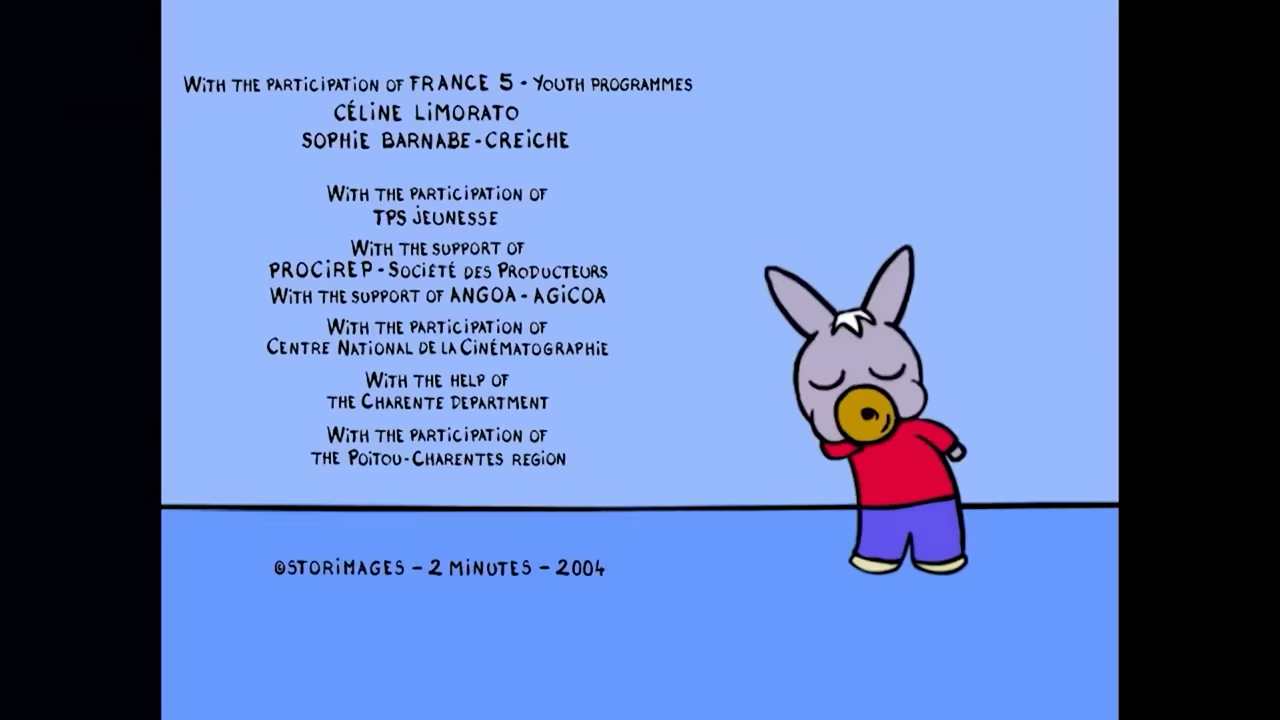 WITH THE PARTICIPATION OF FRANCE 5 - YOUTH PROGRAMMES
CÉLINE LIMORATO
SOPHIE BARNABE-CREICHE
WITH THE PARTICIPATION OF
TPS JEUNESSE
WITH THE SUPPORT OF
PROCIREP - SOCIÉTÉ DES PRODUCTEURS
WITH THE SUPPORT OF ANGOA - AGICOA
WITH THE PARTICIPATION OF
CENTRE NATIONAL DE LA CINÉMATOGRAPHIE
WITH THE HELP OF
THE CHARENTE DEPARTMENT
WITH THE PARTICIPATION OF
THE POITOU-CHARENTES REGION
©STORIMAGES - 2 MINUTES - 2004